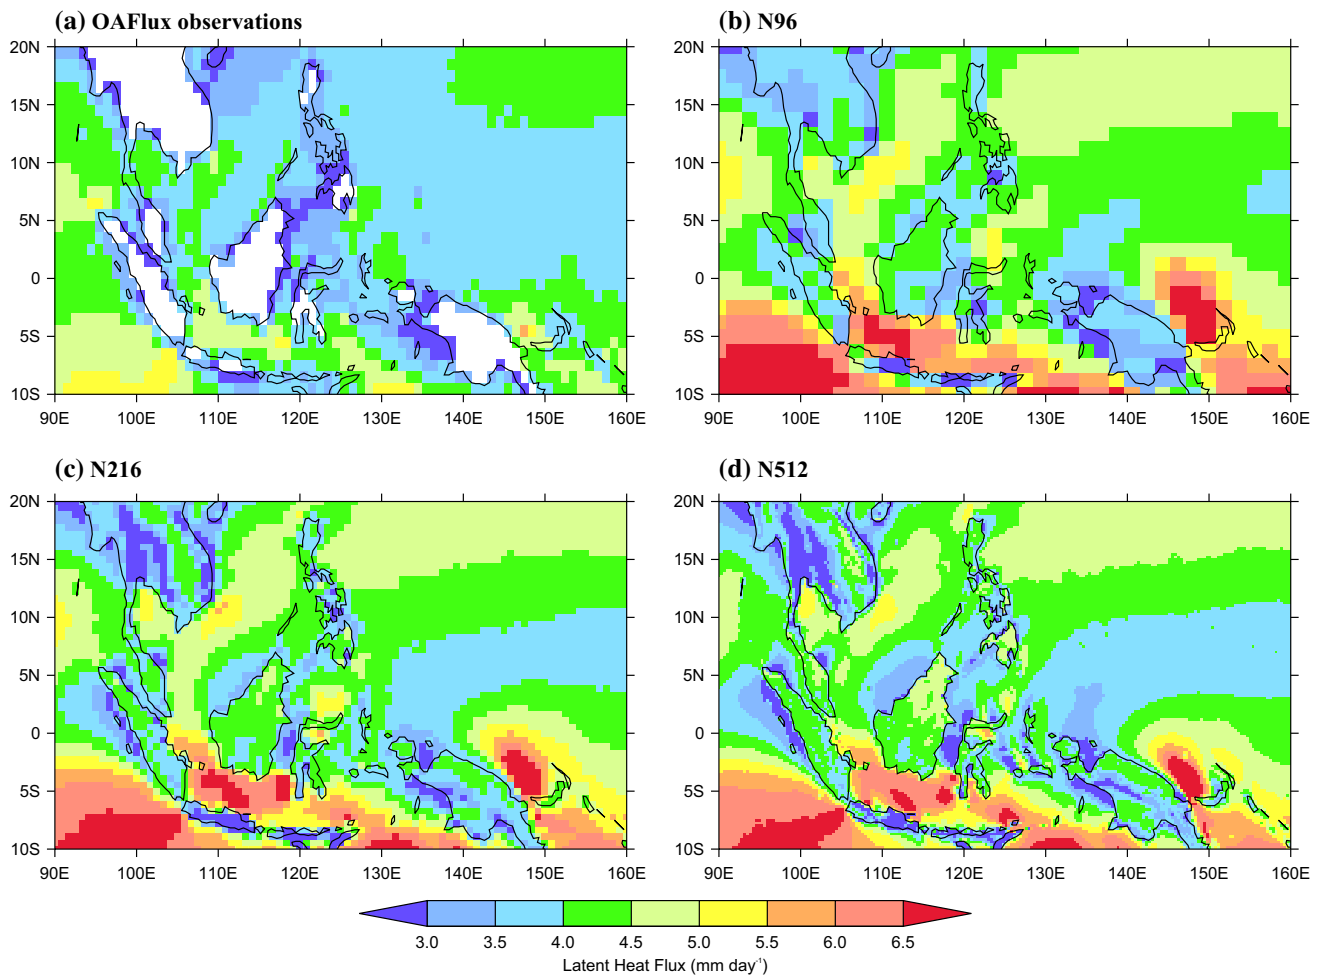 (a) OAFlux observations
(b) N96
20N
15N
10N
5N
0
5S
10S
90E 100E 110E 120E 130E 140E 150E 160E
20N
15N
10N
5N
0
5S
10S
90E 100E 110E 120E 130E 140E 150E 160E
(c) N216
(d) N512
20N
15N
10N
5N
0
5S
10S
90E 100E 110E 120E 130E 140E 150E 160E
20N
15N
10N
5N
0
5S
10S
90E 100E 110E 120E 130E 140E 150E 160E
3.0 3.5 4.0 4.5 5.0 5.5 6.0 6.5
Latent Heat Flux (mm day⁻¹)